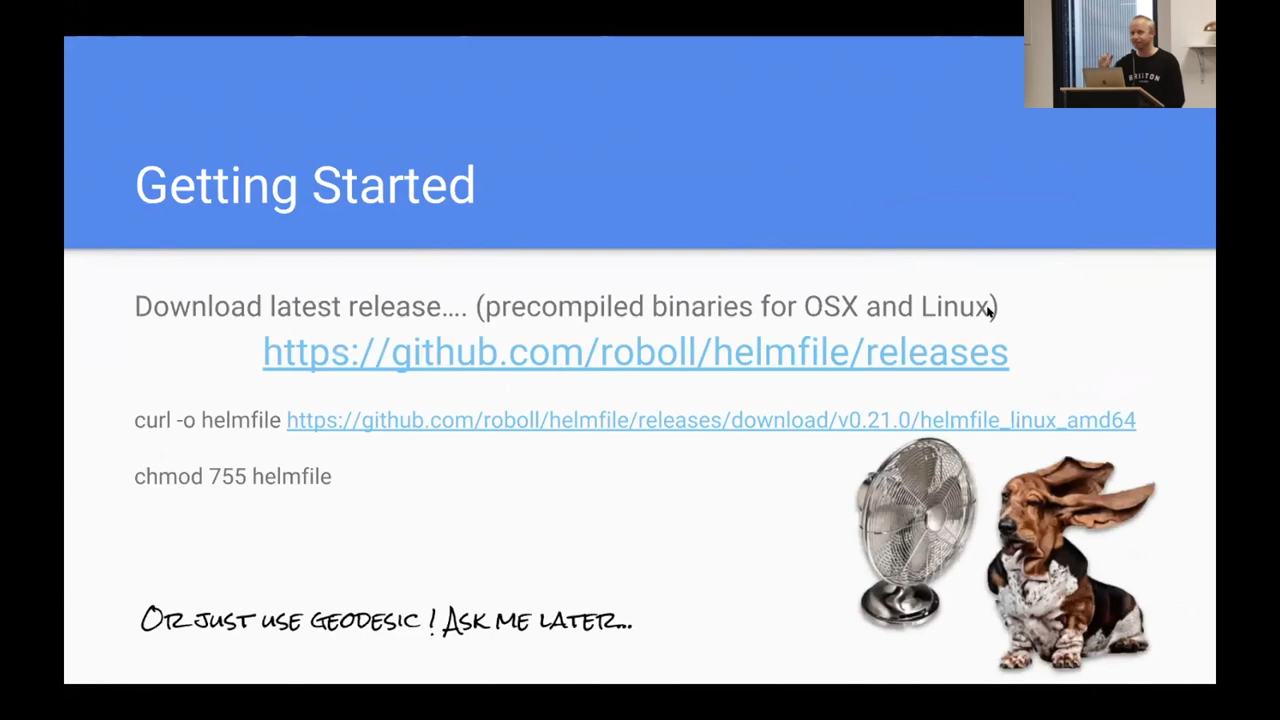 Getting Started
Download latest release.... (precompiled binaries for OSX and Linux)
https://github.com/roboll/helmfile/releases
curl -o helmfile https://github.com/roboll/helmfile/releases/download/v0.21.0/helmfile_linux_amd64
chmod 755 helmfile
Or just use geodesic! Ask me later...